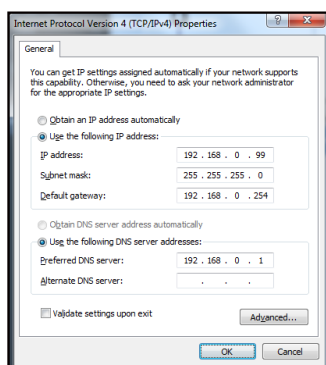 Internet Protocol Version 4 (TCP/IPv4) Properties
General
You can get IP settings assigned automatically if your network supports
this capability. Otherwise, you need to ask your network administrator
for the appropriate IP settings.
Obtain an IP address automatically
Use the following IP address:
IP address: 192 . 168 . 0 . 99
Subnet mask: 255 . 255 . 255 . 0
Default gateway: 192 . 168 . 0 . 254
Obtain DNS server address automatically
Use the following DNS server addresses:
Preferred DNS server: 192 . 168 . 0 . 1
Alternate DNS server: . . .
Validate settings upon exit
Advanced...
OK Cancel